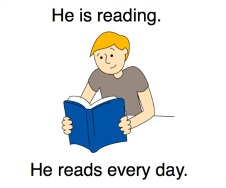 He is reading.
He reads every day.